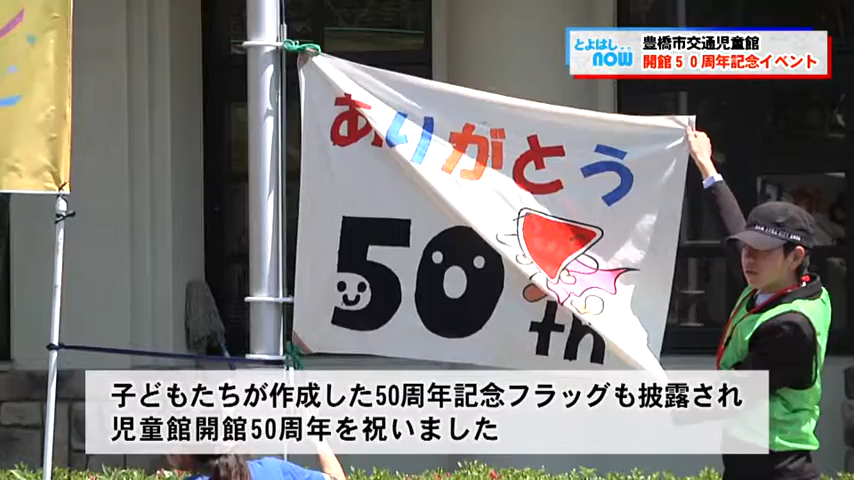 とよはし
NOW
豊橋市交通児童館
開館50周年記念イベント
ありがとう
50
th
子どもたちが作成した50周年記念フラッグも披露され
児童館開館50周年を祝いました